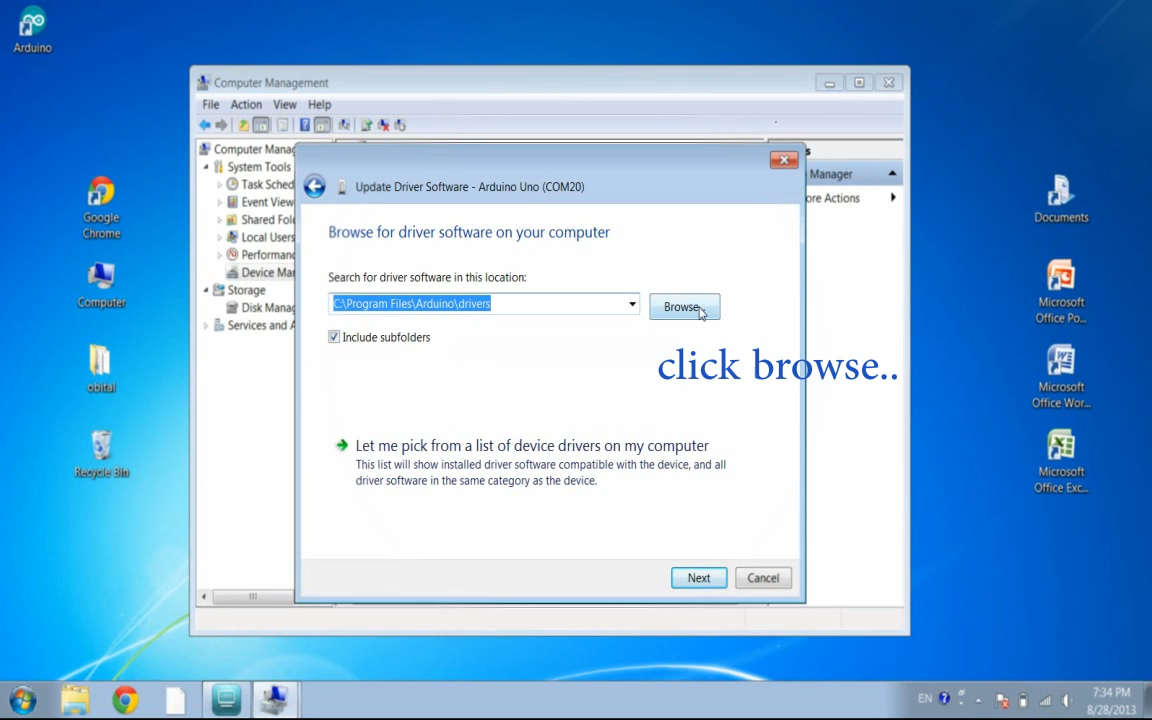 Arduino
Computer Management
File Action View Help
Computer Manag
System Tools
Task Sched
Event View
Shared Fold
Local Users
Performanc
Device Mar
Storage
Disk Manag
Services and A
Manager
ore Actions
Update Driver Software - Arduino Uno (COM20)
Browse for driver software on your computer
Search for driver software in this location:
C:\Program Files\Arduino\drivers
Browse
Include subfolders
click browse..
Let me pick from a list of device drivers on my computer
This list will show installed driver software compatible with the device, and all
driver software in the same category as the device.
Next Cancel
Google
Chrome
Computer
obital
Recycle Bin
Documents
Microsoft
Office Po...
Microsoft
Office Wor...
Microsoft
Office Exc...
EN
7:34 PM
8/28/2013